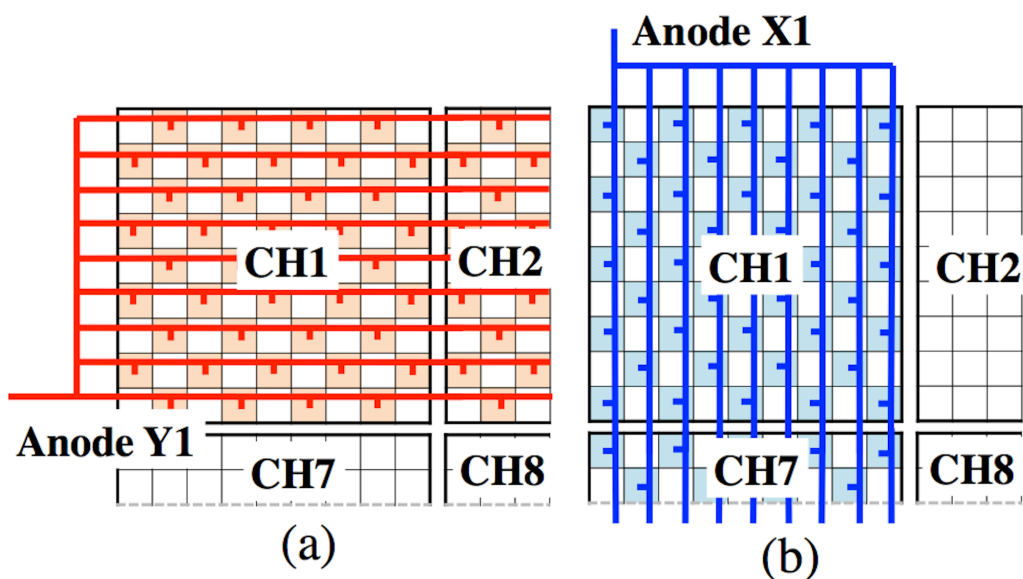 Anode X1
CH1
CH2
Anode Y1
CH7
CH8
(a)
CH1
CH2
CH7
CH8
(b)